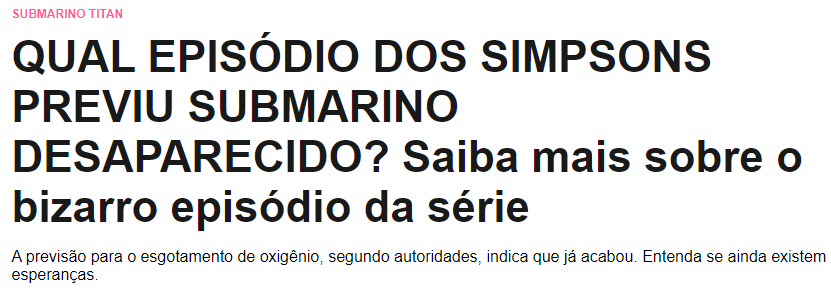 SUBMARINO TITAN
QUAL EPISÓDIO DOS SIMPSONS
PREVIU SUBMARINO
DESAPARECIDO? Saiba mais sobre o
bizarro episódio da série
A previsão para o esgotamento de oxigênio, segundo autoridades, indica que já acabou. Entenda se ainda existem
esperanças.